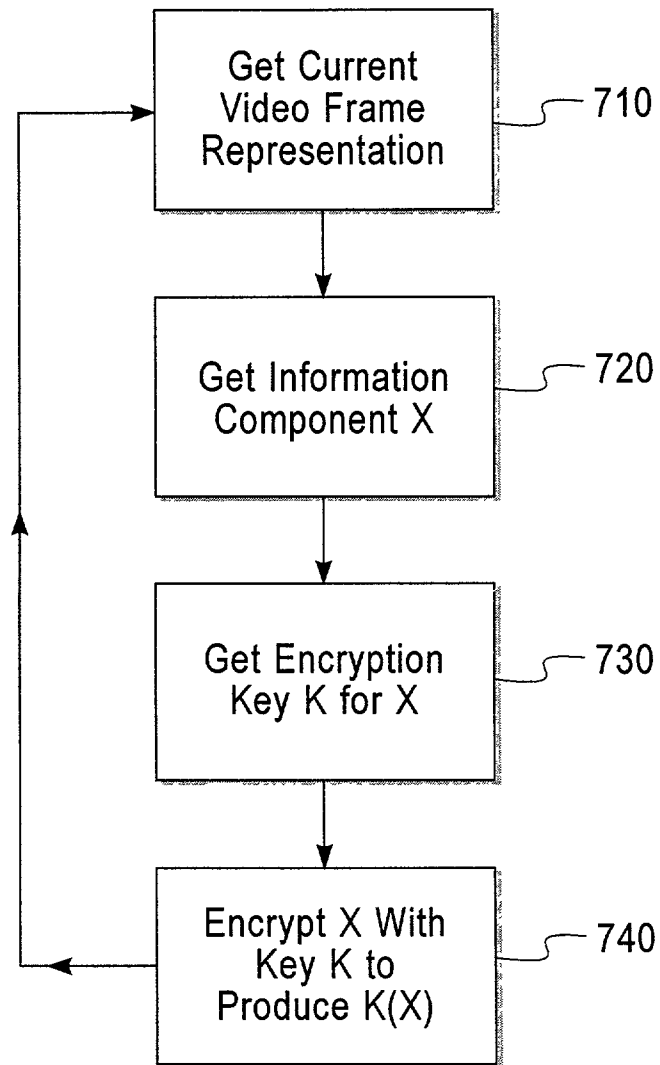 Get Current
Video Frame
Representation
710
Get Information
Component X
720
Get Encryption
Key K for X
730
Encrypt X With
Key K to
Produce K(X)
740